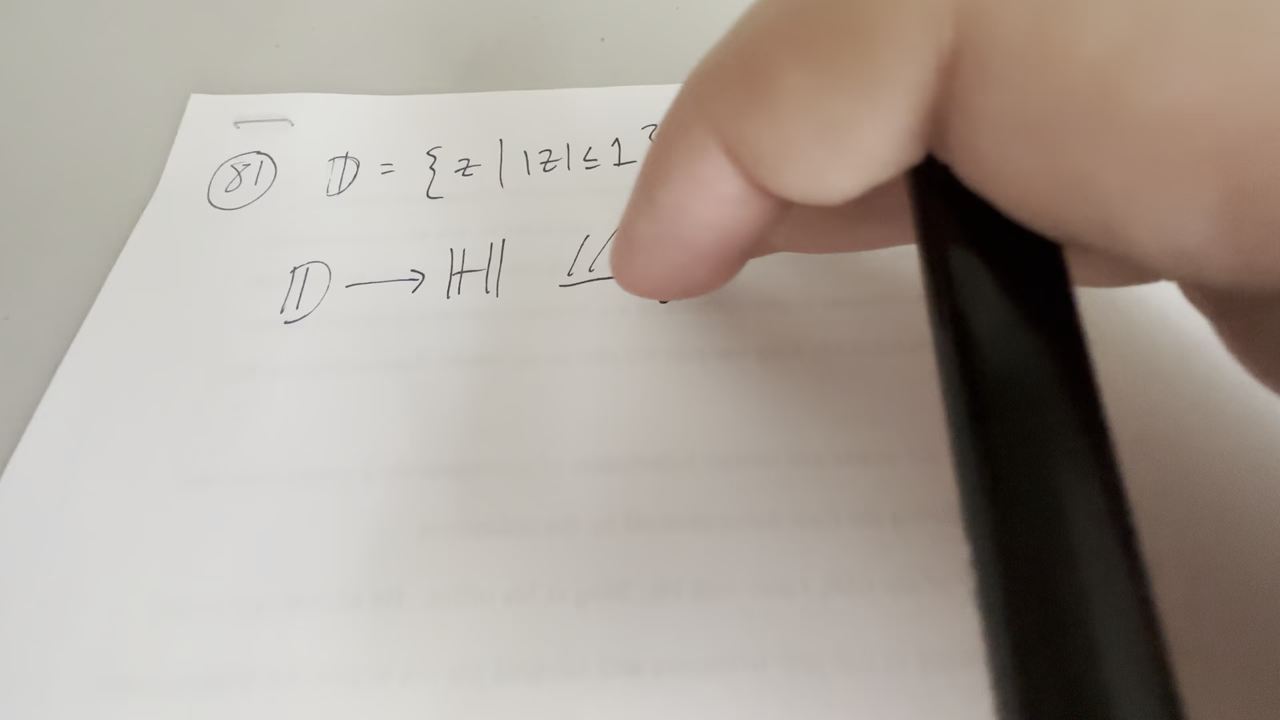 81 𝔻 = {z | |z| ≤ 1}
𝔻 → ℍ